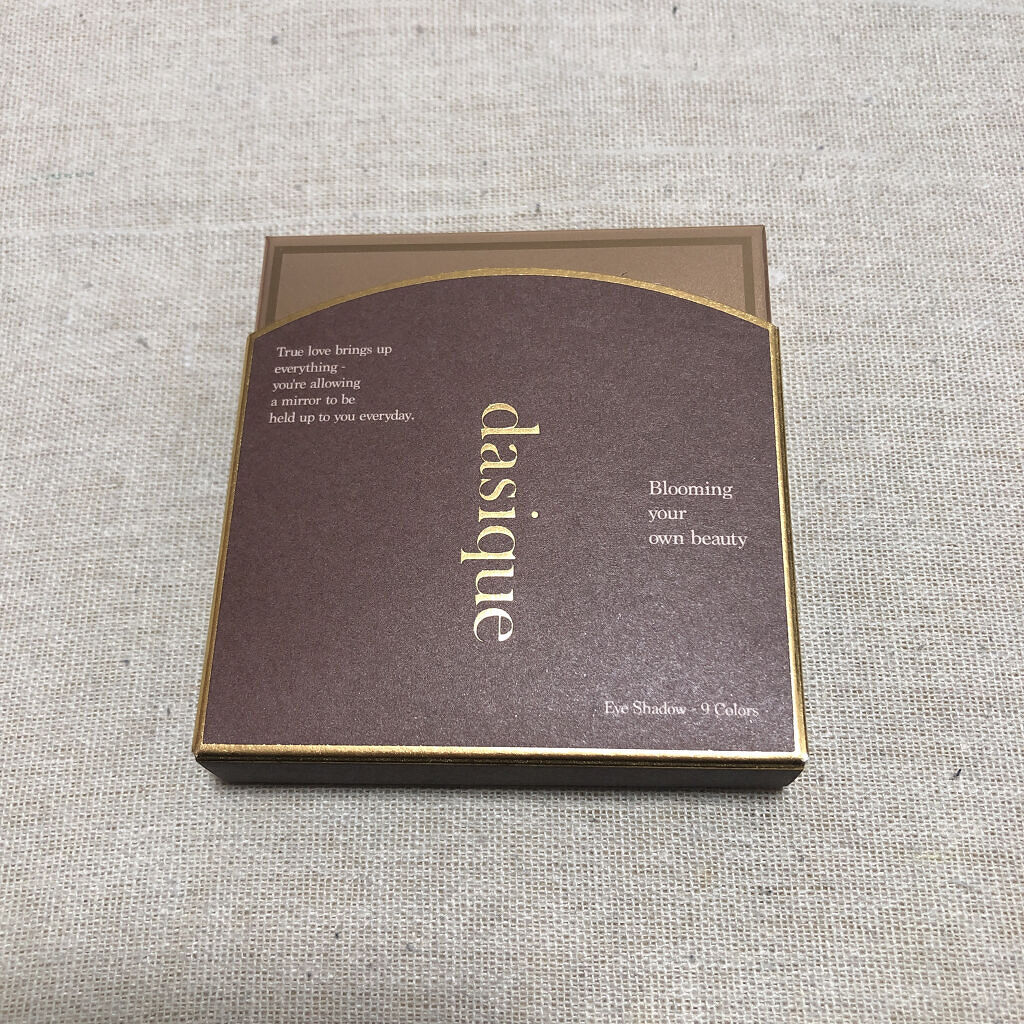 True love brings up
everything -
you're allowing
a mirror to be
held up to you everyday.
dasique
Blooming
your
own beauty
Eye Shadow - 9 Colors